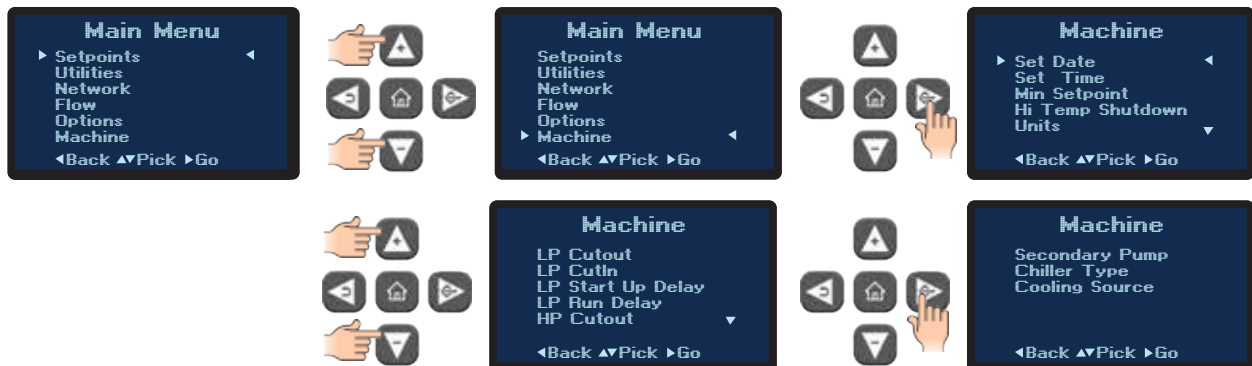 Main Menu
Setpoints
Utilities
Network
Flow
Options
Machine
Back Pick Go
Main Menu
Setpoints
Utilities
Network
Flow
Options
Machine
Back Pick Go
Machine
Set Date
Set Time
Min Setpoint
Hi Temp Shutdown
Units
Back Pick Go
Machine
LP Cutout
LP CutIn
LP Start Up Delay
LP Run Delay
HP Cutout
Back Pick Go
Machine
Secondary Pump
Chiller Type
Cooling Source
Back Pick Go